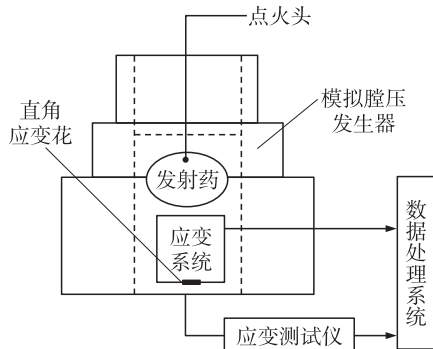 点火头
直角
应变花
模拟膛压
发生器
发射药
应变
系统
数据处理系统
应变测试仪